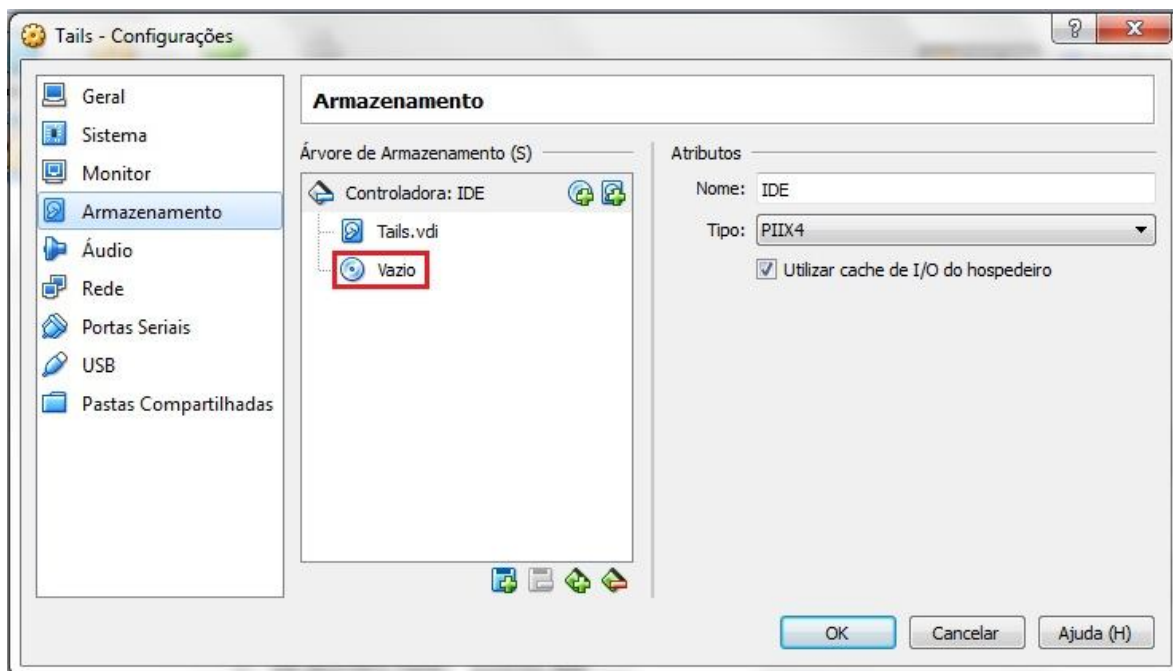 Tails - Configurações
Geral
Sistema
Monitor
Armazenamento
Áudio
Rede
Portas Seriais
USB
Pastas Compartilhadas
Armazenamento
Árvore de Armazenamento (S)
Controladora: IDE
Tails.vdi
Vazio
Atributos
Nome: IDE
Tipo: PIIX4
Utilizar cache de I/O do hospedeiro
OK Cancelar Ajuda (H)